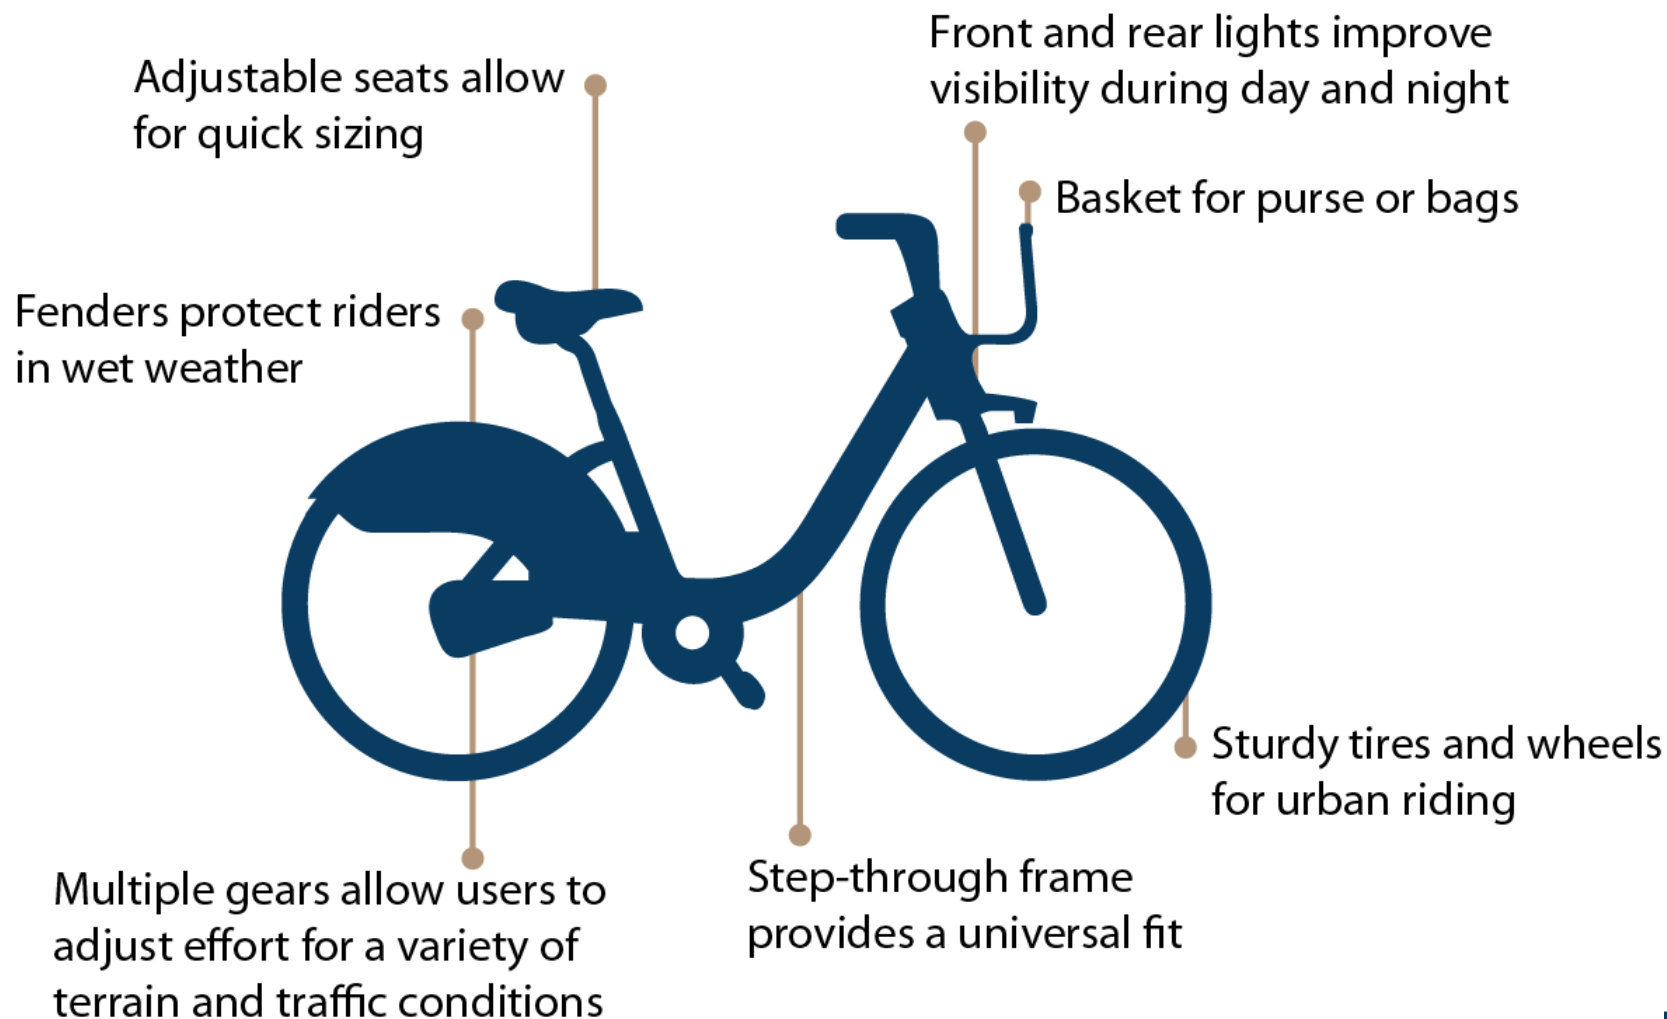 Front and rear lights improve
visibility during day and night
Adjustable seats allow
for quick sizing
Basket for purse or bags
Fenders protect riders
in wet weather
Sturdy tires and wheels
for urban riding
Multiple gears allow users to
adjust effort for a variety of
terrain and traffic conditions
Step-through frame
provides a universal fit